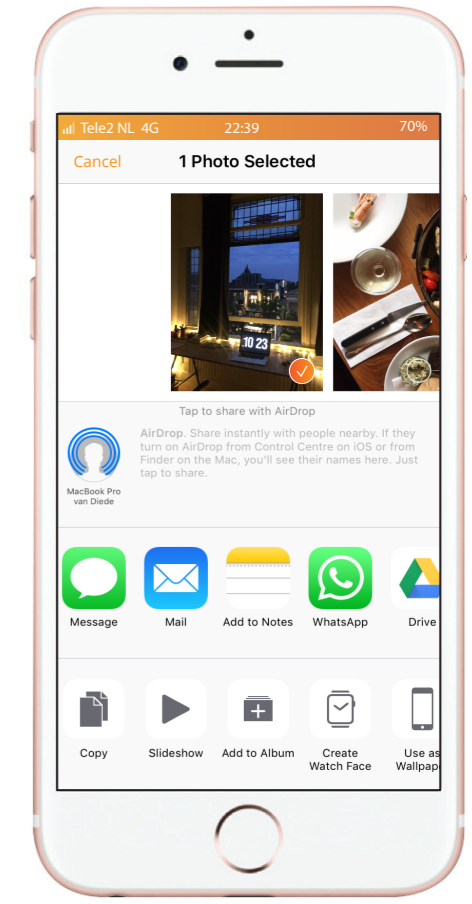 Tele2 NL 4G 22:39 70%
Cancel 1 Photo Selected
10 23
Tap to share with AirDrop
AirDrop. Share instantly with people nearby. If they
turn on AirDrop from Control Centre on iOS or from
Finder on the Mac, you'll see their names here. Just
tap to share.
MacBook Pro
van Diede
Message Mail Add to Notes WhatsApp Drive
Copy Slideshow Add to Album Create
Watch Face
Use as
Wallpap